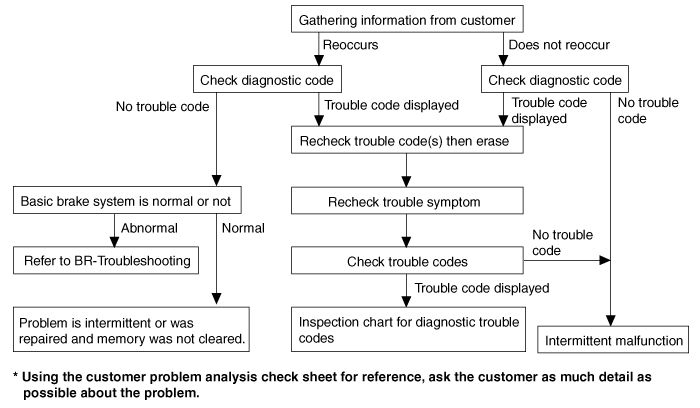 Gathering information from customer
Reoccurs
Does not reoccur
Check diagnostic code
Check diagnostic code
No trouble code
Trouble code displayed
Trouble code
displayed
No trouble
code
Recheck trouble code(s) then erase
Basic brake system is normal or not
Recheck trouble symptom
Abnormal
Normal
No trouble
code
Refer to BR-Troubleshooting
Check trouble codes
Trouble code displayed
Problem is intermittent or was
repaired and memory was not cleared.
Inspection chart for diagnostic trouble
codes
Intermittent malfunction
* Using the customer problem analysis check sheet for reference, ask the customer as much detail as
possible about the problem.